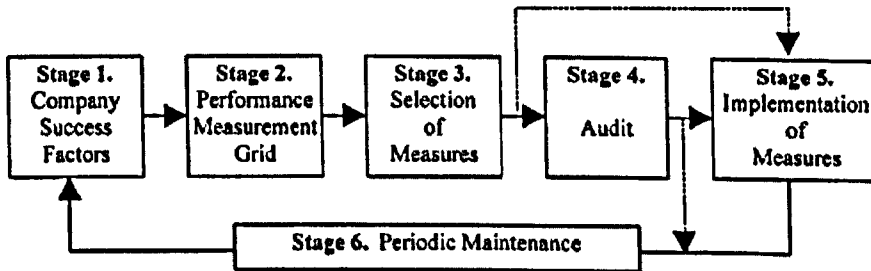 Stage 1.
Company
Success
Factors
Stage 2.
Performance
Measurement
Grid
Stage 3.
Selection
of
Measures
Stage 4.
Audit
Stage 5.
Implementation
of
Measures
Stage 6. Periodic Maintenance